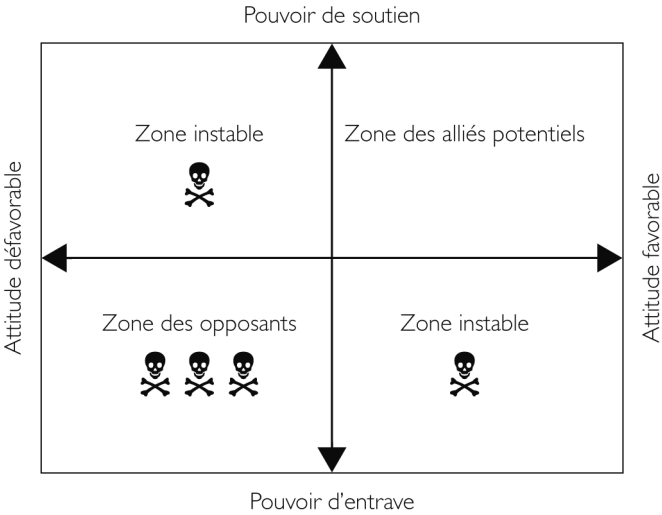 Pouvoir de soutien
Zone instable
Zone des alliés potentiels
Attitude défavorable
Attitude favorable
Zone des opposants
Zone instable
Pouvoir d'entrave